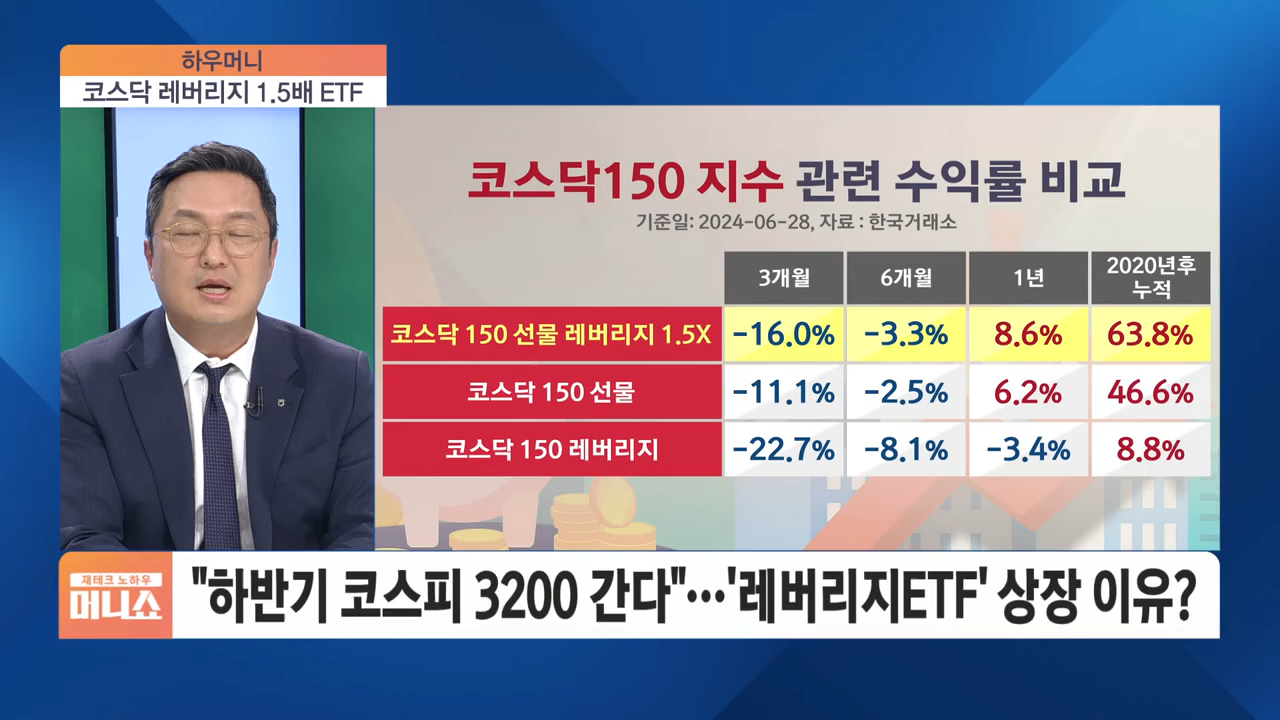 하우머니
코스닥 레버리지 1.5배 ETF
코스닥150 지수 관련 수익률 비교
기준일: 2024-06-28, 자료 : 한국거래소
3개월 6개월 1년 2020년후 누적
코스닥 150 선물 레버리지 1.5X -16.0% -3.3% 8.6% 63.8%
코스닥 150 선물 -11.1% -2.5% 6.2% 46.6%
코스닥 150 레버리지 -22.7% -8.1% -3.4% 8.8%
재테크 노하우
머니쇼
"하반기 코스피 3200 간다"…'레버리지ETF' 상장 이유?